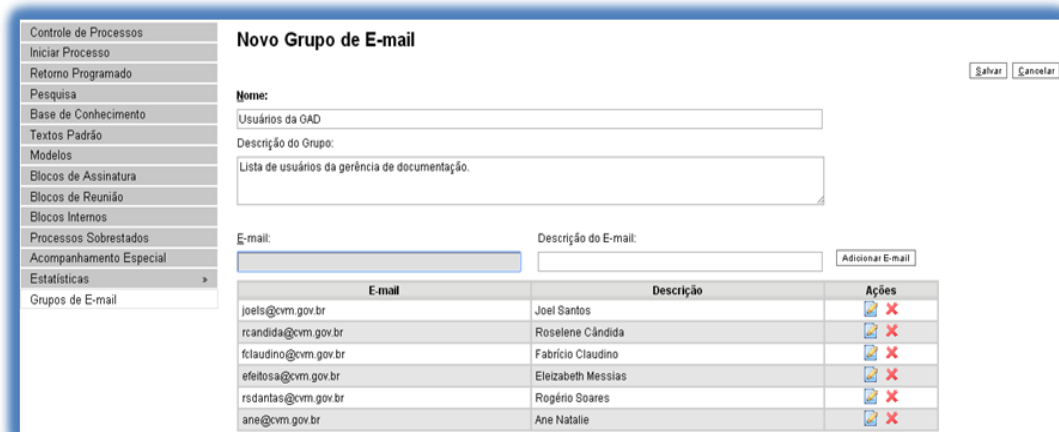 Controle de Processos
Iniciar Processo
Retorno Programado
Pesquisa
Base de Conhecimento
Textos Padrão
Modelos
Blocos de Assinatura
Blocos de Reunião
Blocos Internos
Processos Sobrestados
Acompanhamento Especial
Estatísticas »
Grupos de E-mail
Novo Grupo de E-mail
Salvar Cancelar
Nome:
Usuários da GAD
Descrição do Grupo:
Lista de usuários da gerência de documentação.
E-mail: Descrição do E-mail:
Adicionar E-mail
E-mail Descrição Ações
joels@cvm.gov.br Joel Santos
rcandida@cvm.gov.br Roselene Cândida
fclaudino@cvm.gov.br Fabrício Claudino
efeitosa@cvm.gov.br Eleizabeth Messias
rsdantas@cvm.gov.br Rogério Soares
ane@cvm.gov.br Ane Natalie